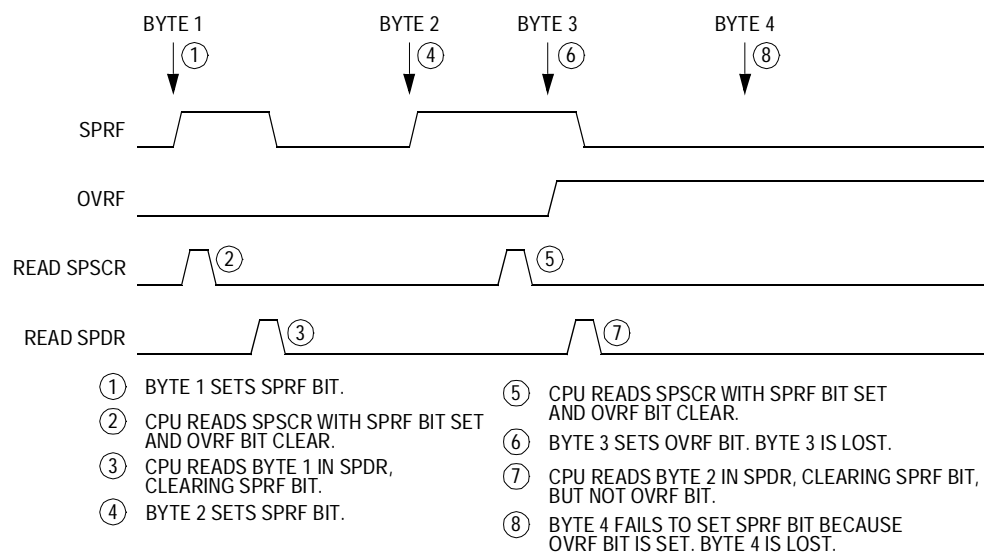 BYTE 1
BYTE 2
BYTE 3
BYTE 4
1
4
6
8
SPRF
OVRF
READ SPSCR
2
5
READ SPDR
3
7
1 BYTE 1 SETS SPRF BIT.
2 CPU READS SPSCR WITH SPRF BIT SET
AND OVRF BIT CLEAR.
3 CPU READS BYTE 1 IN SPDR,
CLEARING SPRF BIT.
4 BYTE 2 SETS SPRF BIT.
5 CPU READS SPSCR WITH SPRF BIT SET
AND OVRF BIT CLEAR.
6 BYTE 3 SETS OVRF BIT. BYTE 3 IS LOST.
7 CPU READS BYTE 2 IN SPDR, CLEARING SPRF BIT,
BUT NOT OVRF BIT.
8 BYTE 4 FAILS TO SET SPRF BIT BECAUSE
OVRF BIT IS SET. BYTE 4 IS LOST.